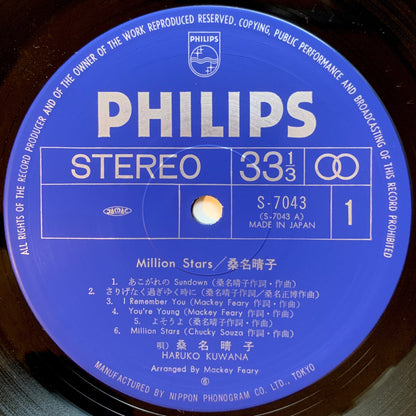 ALL RIGHTS OF THE RECORD PRODUCER AND OF THE OWNER OF THE WORK REPRODUCED RESERVED. COPYING, PUBLIC PERFORMANCE AND BROADCASTING OF THIS RECORD PROHIBITED
PHILIPS
PHILIPS
STEREO 33 1/3
S-7043
(S-7043 A)
MADE IN JAPAN
1
JASRAC
Million Stars／桑名晴子
1. あこがれの Sundown (桑名晴子作詞・作曲)
2. さりげなく過ぎゆく時に (桑名晴子作詞／桑名正博作曲)
3. I Remember You (Mackey Feary 作詞・作曲)
4. You're Young (Mackey Feary 作詞・作曲)
5. よそうよ (桑名晴子作詞・作曲)
6. Million Stars (Chucky Souza 作詞・作曲)
唄) 桑名晴子
HARUKO KUWANA
Arranged By Mackey Feary
⑥
MANUFACTURED BY NIPPON PHONOGRAM CO., LTD., TOKYO